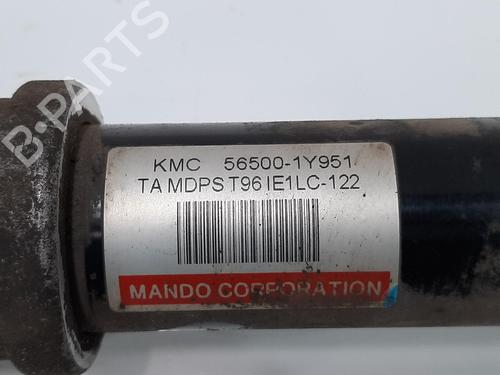 B-PARTS
KMC 56500-1Y951
TA MDPS T96 IE1LC-122
MANDO CORPORATION